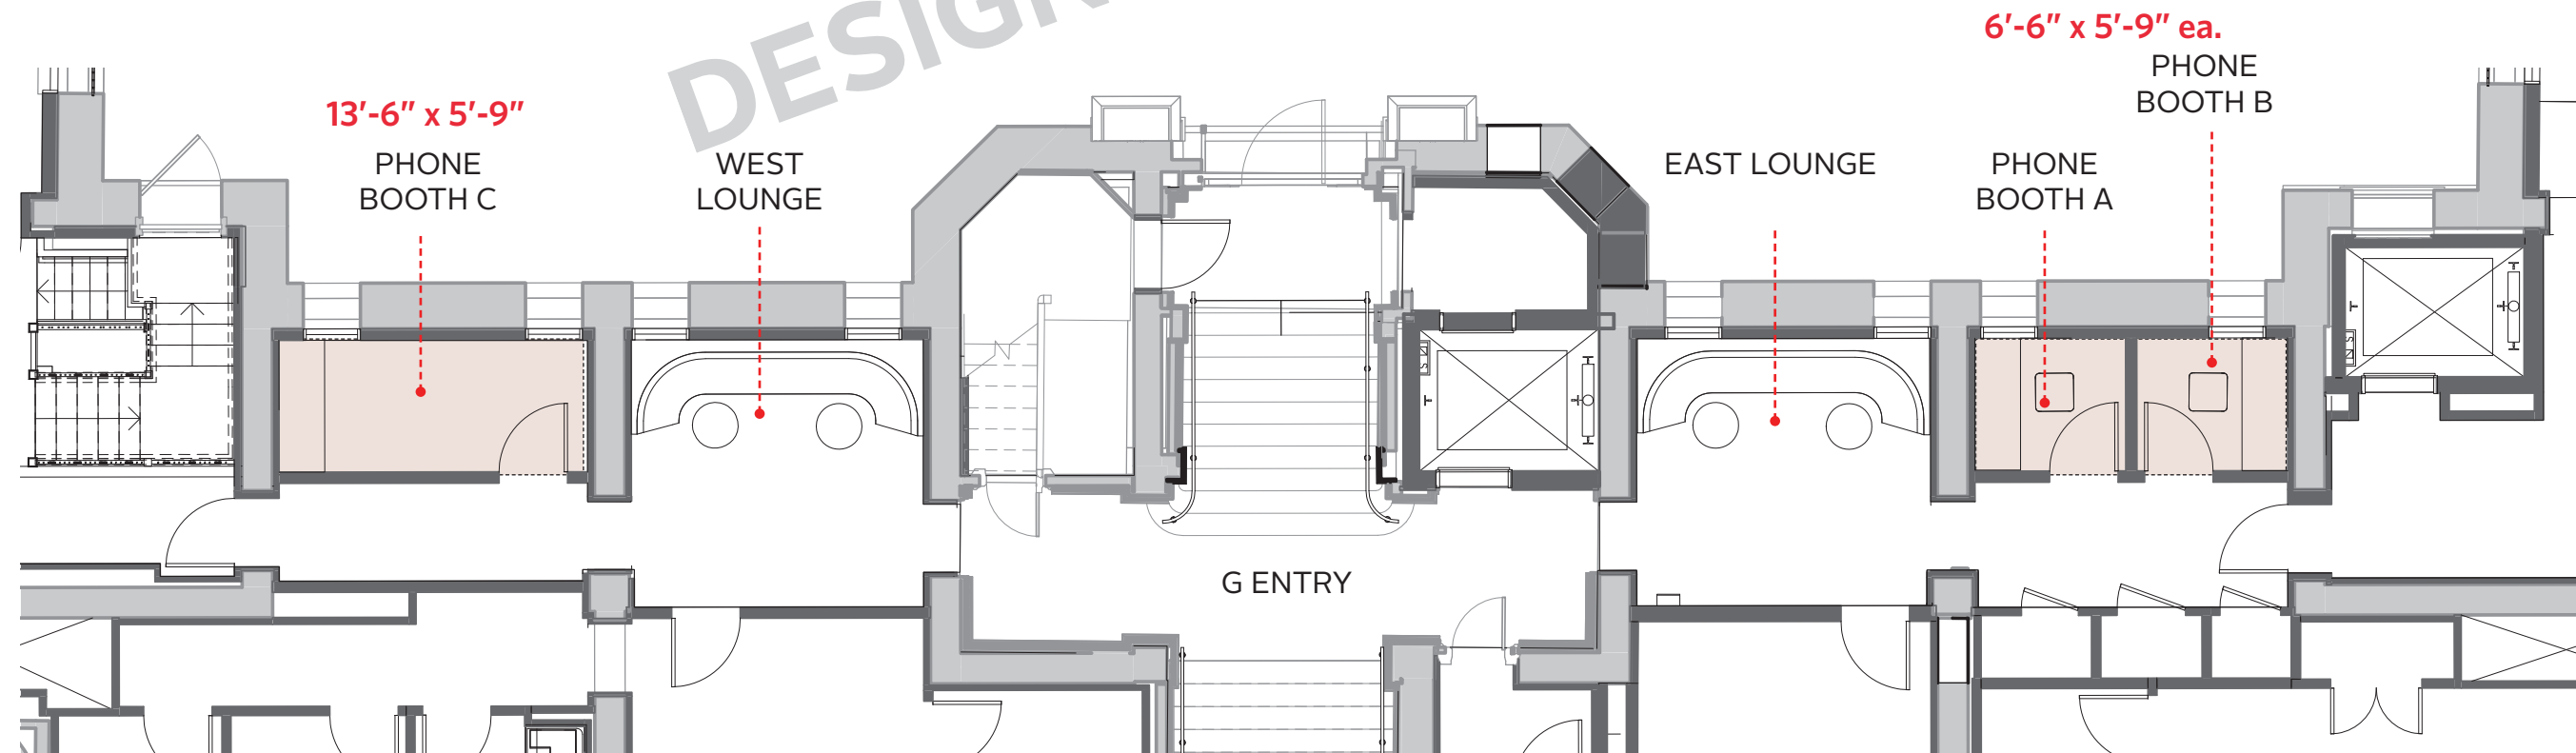 DESIGN
6′-6″ x 5′-9″ ea.
PHONE
BOOTH B
13′-6″ x 5′-9″
PHONE
BOOTH C
WEST
LOUNGE
EAST LOUNGE
PHONE
BOOTH A
G ENTRY